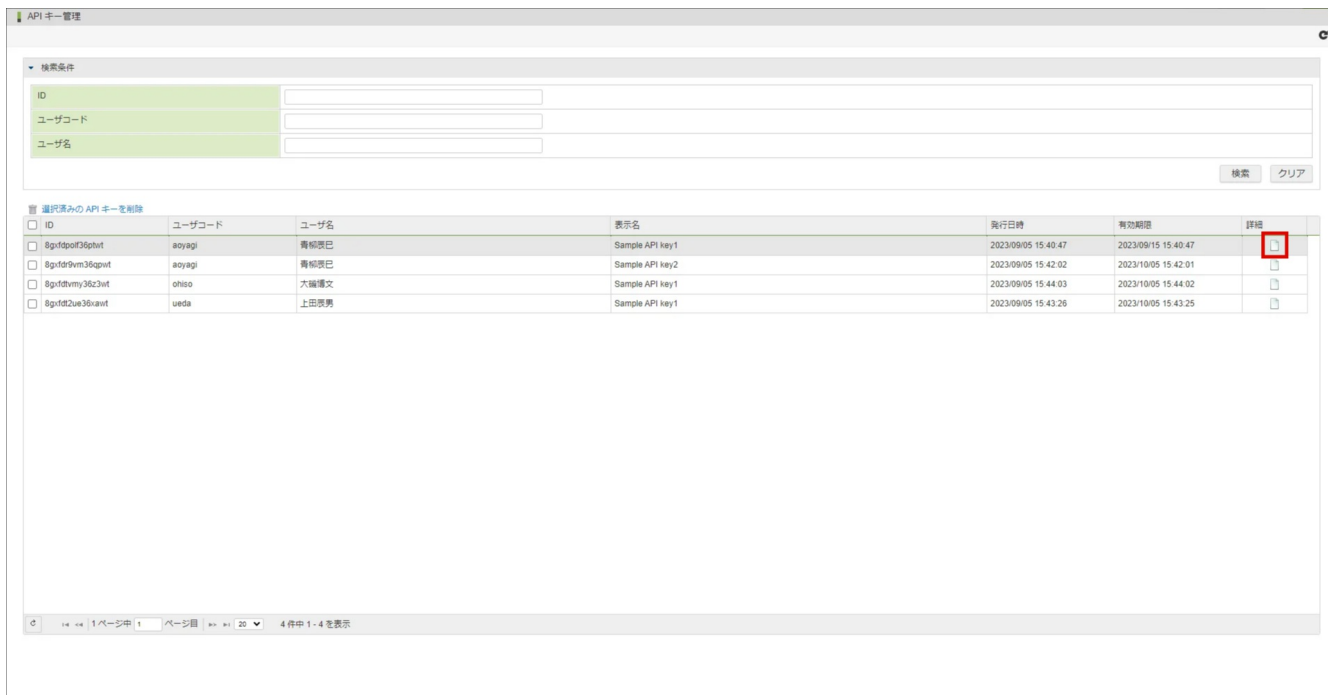 API キー管理
検索条件
ID
ユーザコード
ユーザ名
検索 クリア
選択済みの API キーを削除
ID ユーザコード ユーザ名 表示名 発行日時 有効期限 詳細
8gxfdpolf36ptwt aoyagi 青柳辰巳 Sample API key1 2023/09/05 15:40:47 2023/09/15 15:40:47
8gxfdr9vm36qpwt aoyagi 青柳辰巳 Sample API key2 2023/09/05 15:42:02 2023/10/05 15:42:01
8gxfdtvmy36z3wt ohiso 大磯博文 Sample API key1 2023/09/05 15:44:03 2023/10/05 15:44:02
8gxfdt2ue36xawt ueda 上田辰男 Sample API key1 2023/09/05 15:43:26 2023/10/05 15:43:25
1 ページ中 1 ページ目 20 4 件中 1 - 4 を表示